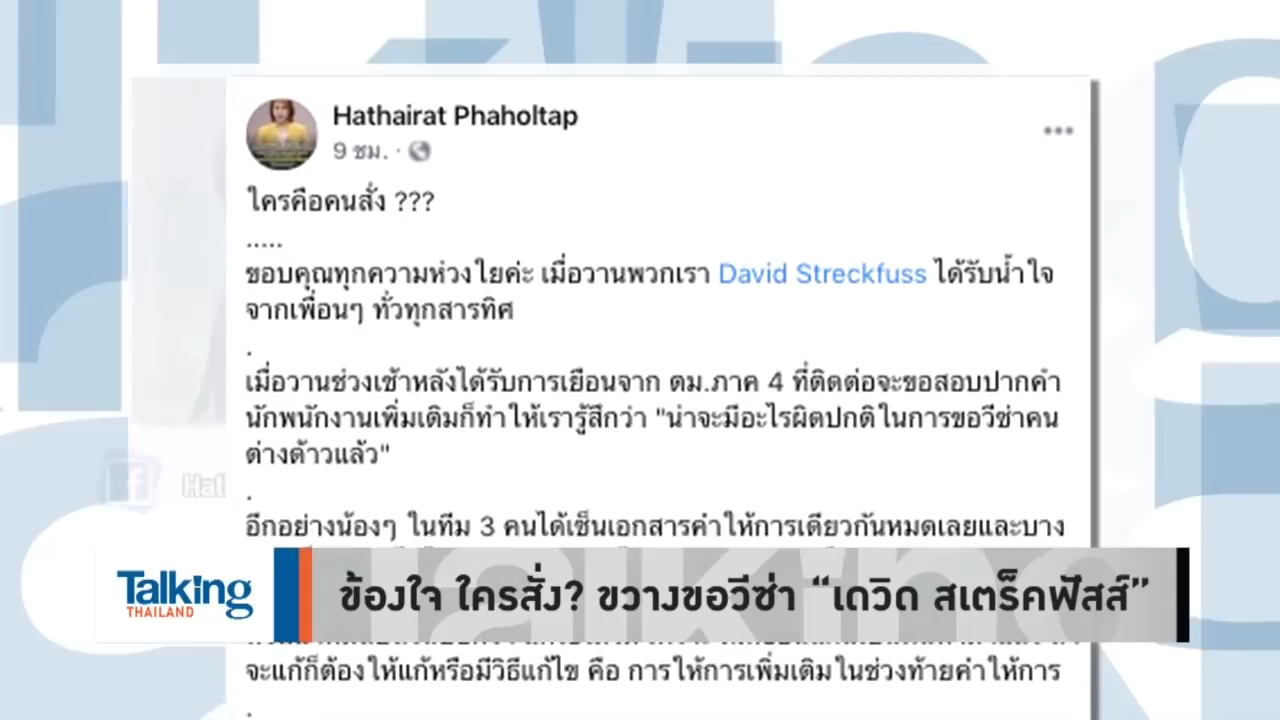 Hathairat Phaholtap
9 ชม. ·
ใครคือคนสั่ง ???
.....
ขอบคุณทุกความห่วงใยค่ะ เมื่อวานพวกเรา David Streckfuss ได้รับน้ำใจ
จากเพื่อนๆ ทั่วทุกสารทิศ
.
เมื่อวานช่วงเช้าหลังได้รับการเยือนจาก ตม.ภาค 4 ที่ติดต่อจะขอสอบปากคำ
นักพนักงานเพิ่มเติมก็ทำให้เรารู้สึกว่า "น่าจะมีอะไรผิดปกติในการขอวีซ่าคน
ต่างด้าวแล้ว"
.
อีกอย่างน้องๆ ในทีม 3 คนได้เซ็นเอกสารคำให้การเดียวกันหมดเลยและบาง
Talking
THAILAND
ข้องใจ ใครสั่ง? ขวางขอวีซ่า “เดวิด สเตร็คฟัสส์”
จะแก้ก็ต้องให้แก้หรือมีวิธีแก้ไข คือ การให้การเพิ่มเติมในช่วงท้ายคำให้การ
.